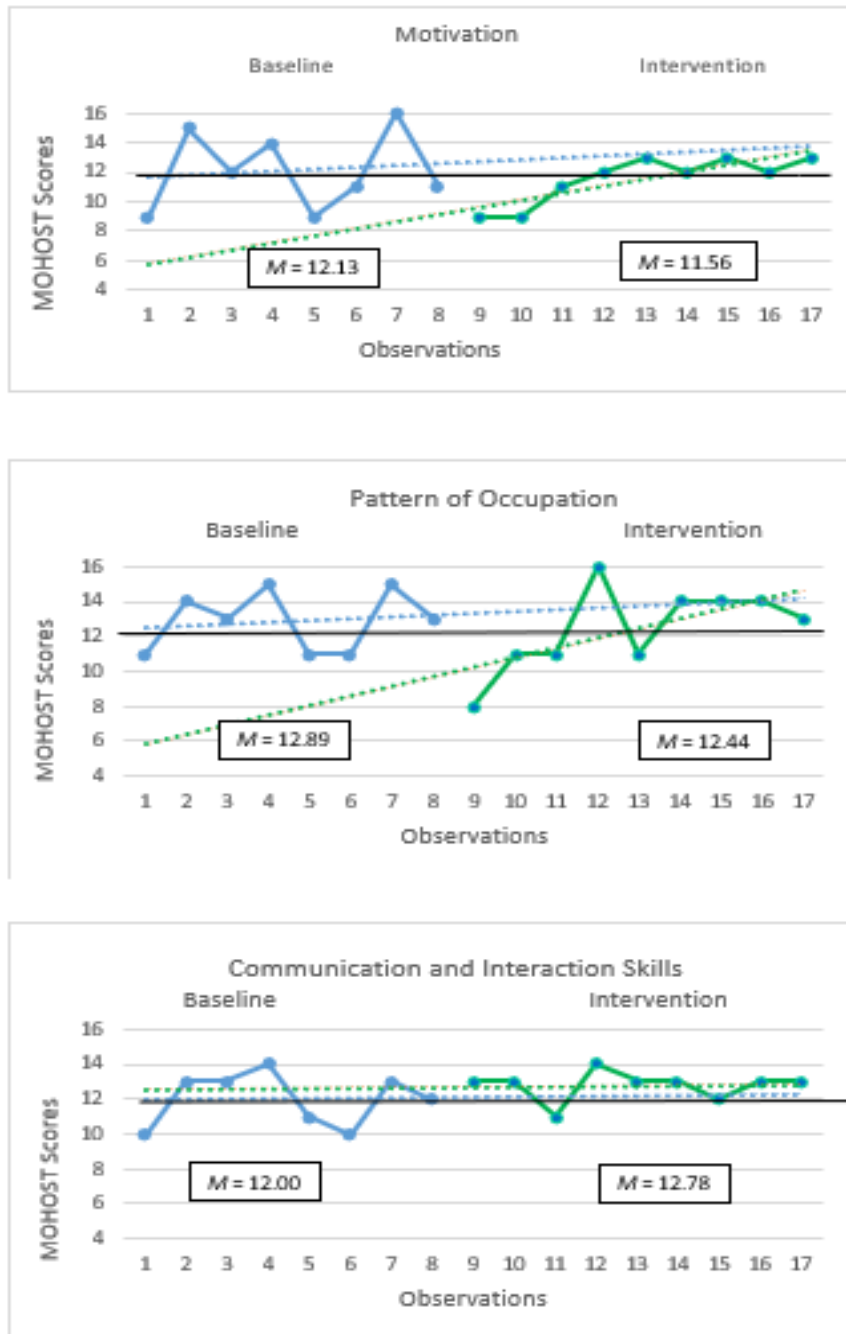 Motivation
Baseline Intervention
MOHOST Scores
16
14
12
10
8
6
4
M = 12.13
M = 11.56
1 2 3 4 5 6 7 8 9 10 11 12 13 14 15 16 17
Observations
Pattern of Occupation
Baseline Intervention
MOHOST Scores
16
14
12
10
8
6
4
M = 12.89
M = 12.44
1 2 3 4 5 6 7 8 9 10 11 12 13 14 15 16 17
Observations
Communication and Interaction Skills
Baseline Intervention
MOHOST Scores
16
14
12
10
8
6
4
M = 12.00
M = 12.78
1 2 3 4 5 6 7 8 9 10 11 12 13 14 15 16 17
Observations